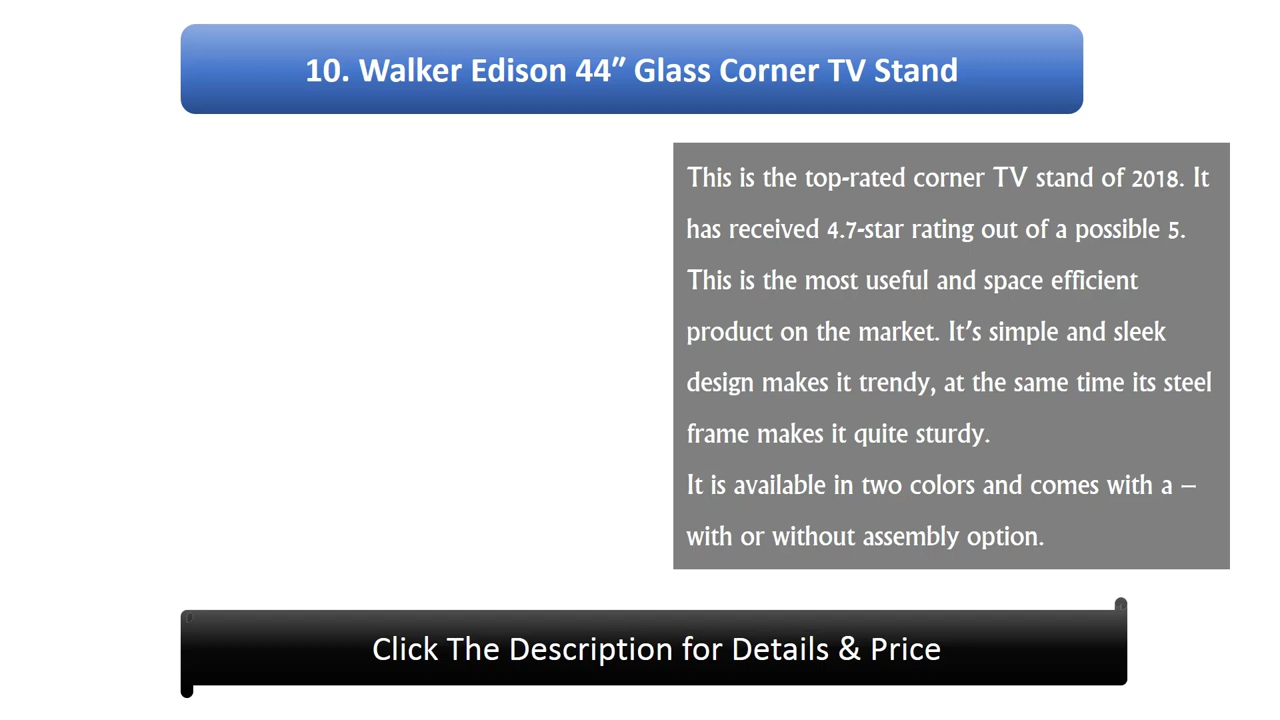 10. Walker Edison 44″ Glass Corner TV Stand
This is the top-rated corner TV stand of 2018. It
has received 4.7-star rating out of a possible 5.
This is the most useful and space efficient
product on the market. It’s simple and sleek
design makes it trendy, at the same time its steel
frame makes it quite sturdy.
It is available in two colors and comes with a –
with or without assembly option.
Click The Description for Details & Price